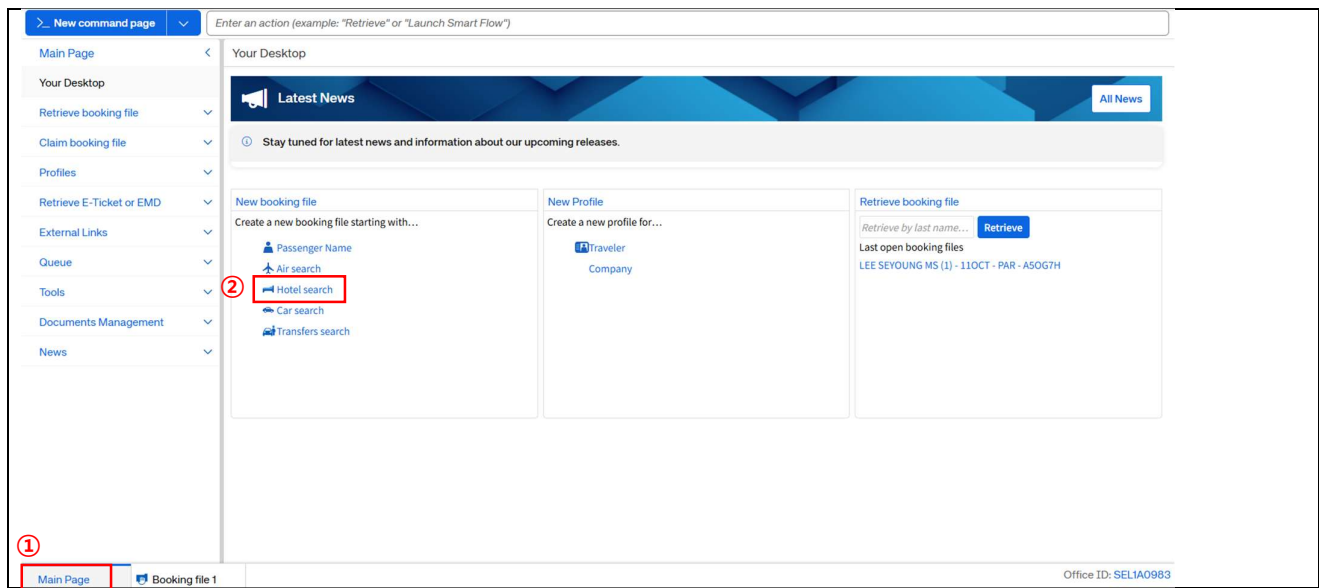 >_ New command page
Enter an action (example: "Retrieve" or "Launch Smart Flow")
Main Page
Your Desktop
Retrieve booking file
Claim booking file
Profiles
Retrieve E-Ticket or EMD
External Links
Queue
Tools
Documents Management
News
Your Desktop
Latest News
All News
Stay tuned for latest news and information about our upcoming releases.
New booking file
Create a new booking file starting with...
Passenger Name
Air search
② Hotel search
Car search
Transfers search
New Profile
Create a new profile for...
Traveler
Company
Retrieve booking file
Retrieve by last name... Retrieve
Last open booking files
LEE SEYOUNG MS (1) - 11OCT - PAR - A5OG7H
①
Main Page
Booking file 1
Office ID: SEL1A0983